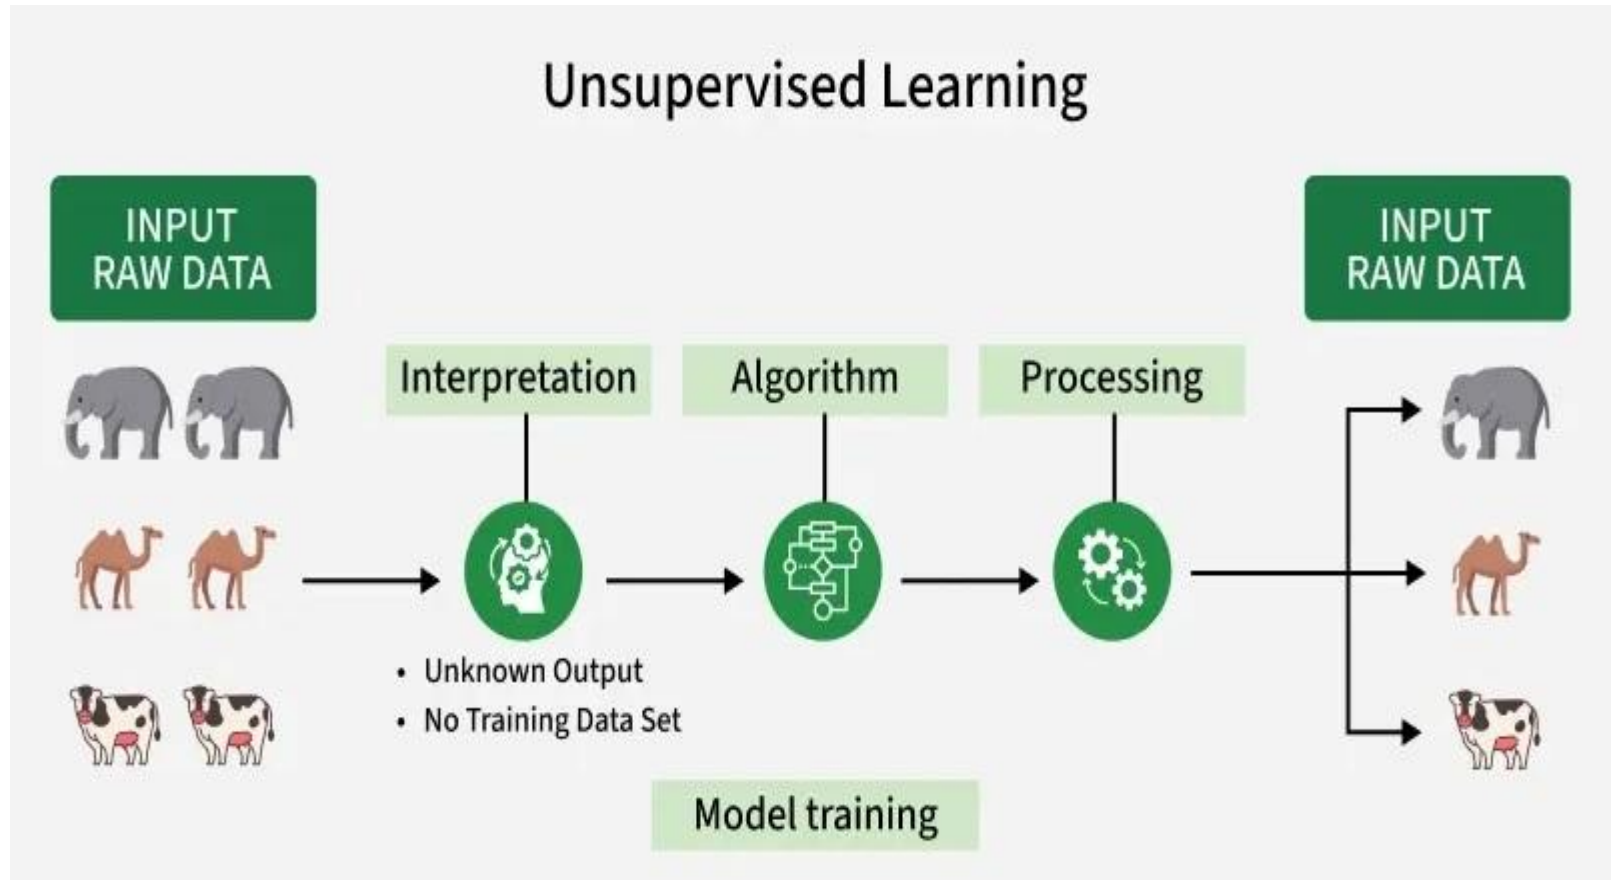 Unsupervised Learning
INPUT
RAW DATA
INPUT
RAW DATA
Interpretation
Algorithm
Processing
• Unknown Output
• No Training Data Set
Model training